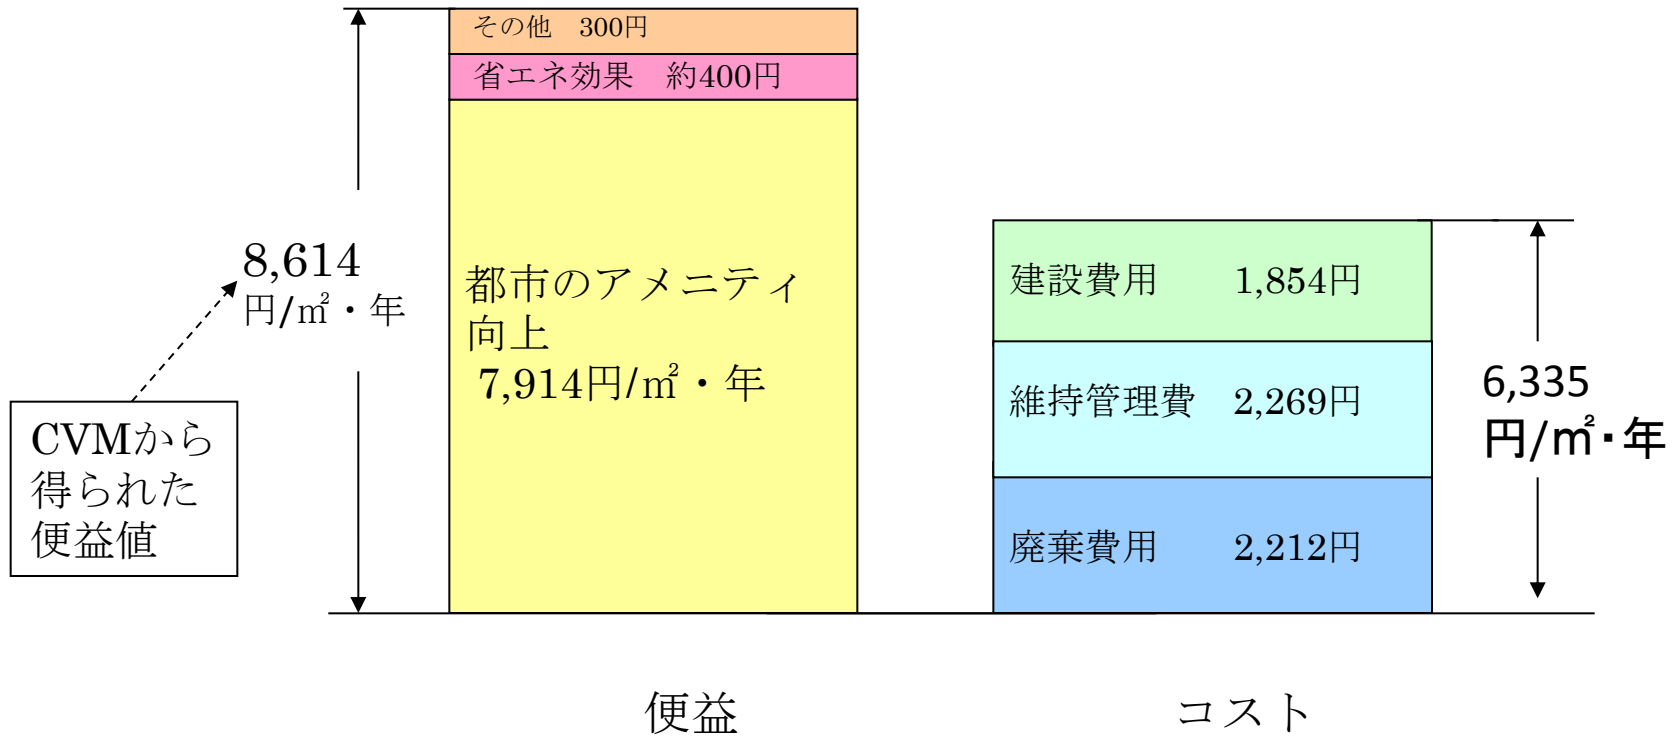 その他　300円
省エネ効果　約400円
8,614
円/㎡・年
都市のアメニティ
向上
7,914円/㎡・年
CVMから
得られた
便益値
建設費用　　1,854円
維持管理費　2,269円
廃棄費用　　2,212円
6,335
円/㎡・年
便益
コスト